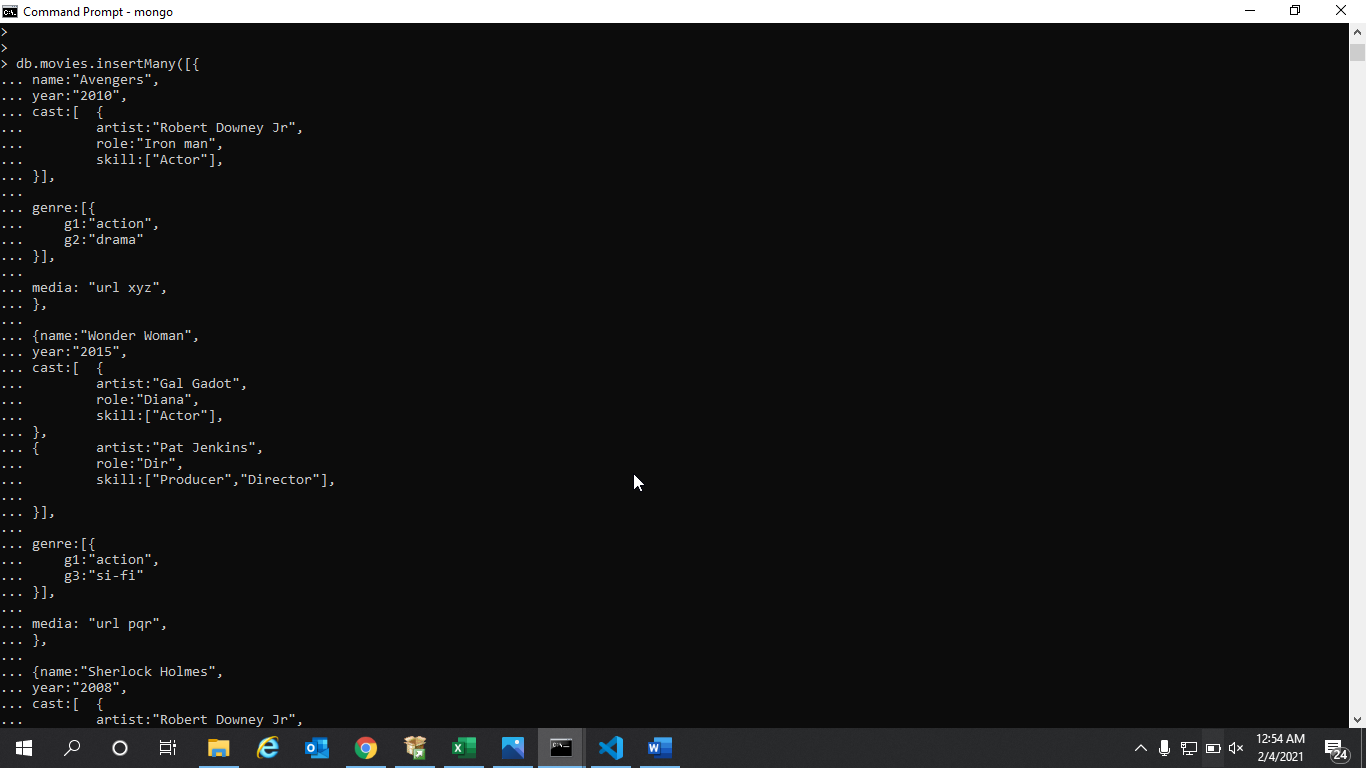 Command Prompt - mongo
>
>
> db.movies.insertMany([{
... name:"Avengers",
... year:"2010",
... cast:[  {
...         artist:"Robert Downey Jr",
...         role:"Iron man",
...         skill:["Actor"],
... }],
...
... genre:[{
...     g1:"action",
...     g2:"drama"
... }],
...
... media: "url xyz",
... },
...
... {name:"Wonder Woman",
... year:"2015",
... cast:[  {
...         artist:"Gal Gadot",
...         role:"Diana",
...         skill:["Actor"],
... },
... {       artist:"Pat Jenkins",
...         role:"Dir",
...         skill:["Producer","Director"],
...
... }],
...
... genre:[{
...     g1:"action",
...     g3:"si-fi"
... }],
...
... media: "url pqr",
... },
...
... {name:"Sherlock Holmes",
... year:"2008",
... cast:[  {
...         artist:"Robert Downey Jr",
12:54 AM
2/4/2021
24